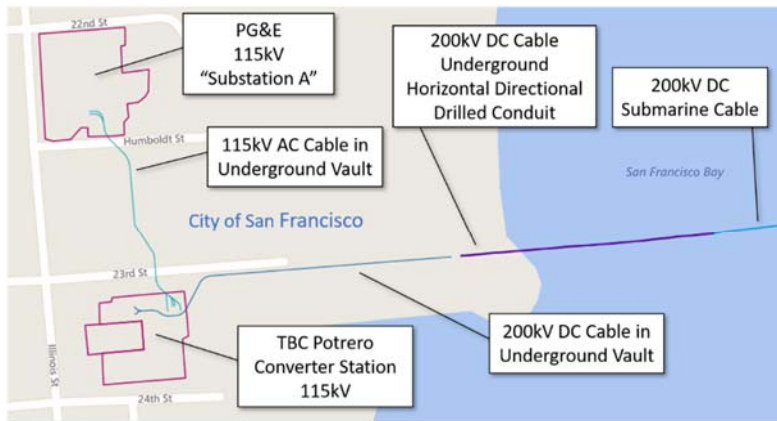 22nd St
PG&E
115kV
“Substation A”
200kV DC Cable
Underground
Horizontal Directional
Drilled Conduit
200kV DC
Submarine Cable
Humboldt St
115kV AC Cable in
Underground Vault
San Francisco Bay
City of San Francisco
23rd St
200kV DC Cable in
Underground Vault
TBC Potrero
Converter Station
115kV
Illinois St
24th St